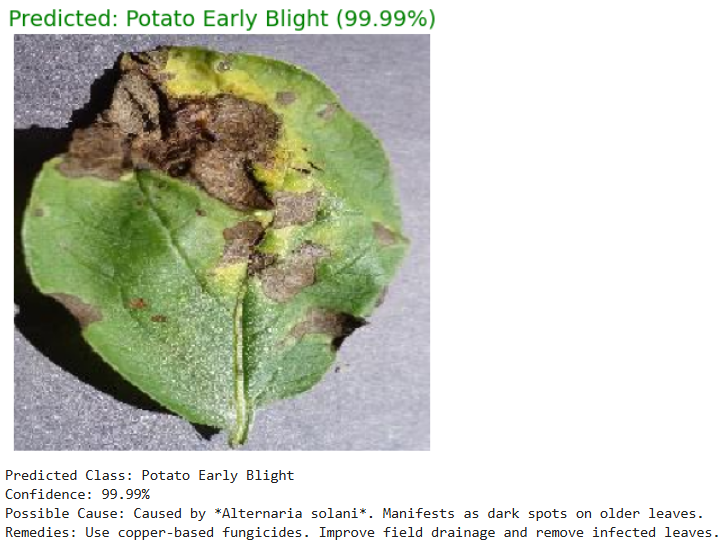 Predicted: Potato Early Blight (99.99%)
Predicted Class: Potato Early Blight
Confidence: 99.99%
Possible Cause: Caused by *Alternaria solani*. Manifests as dark spots on older leaves.
Remedies: Use copper-based fungicides. Improve field drainage and remove infected leaves.